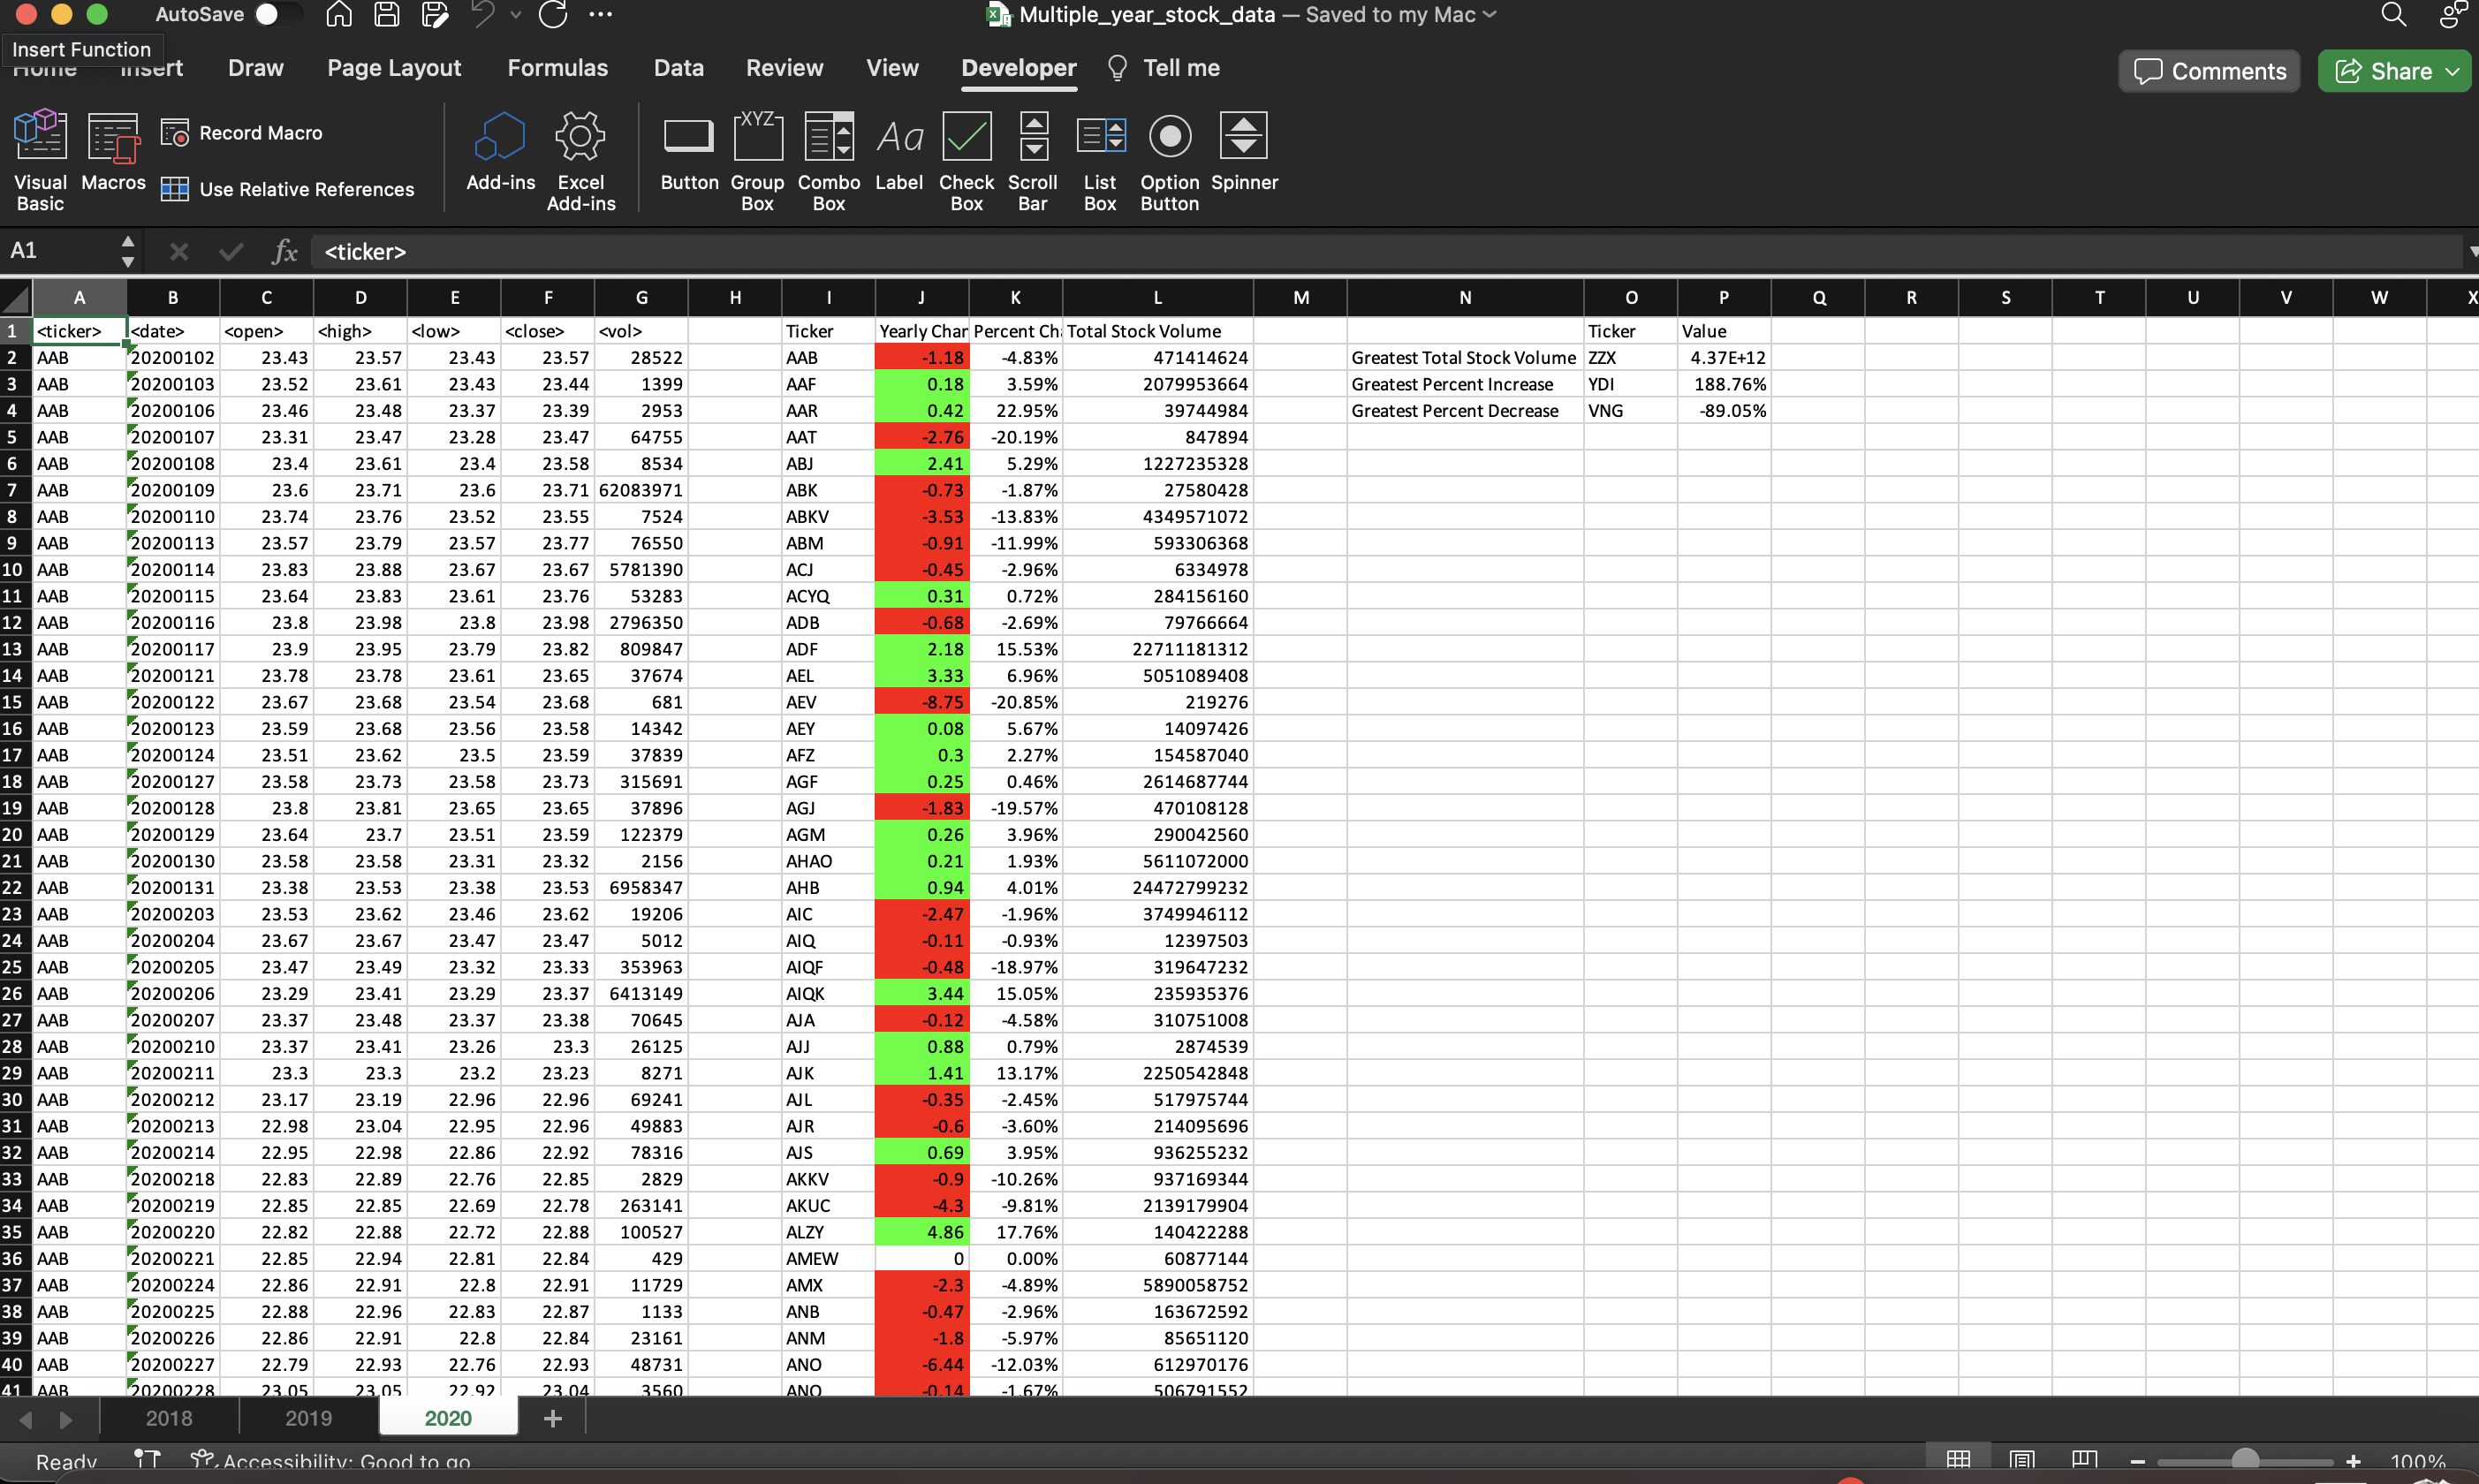 AutoSave
Multiple_year_stock_data — Saved to my Mac
Insert Function
Home Insert Draw Page Layout Formulas Data Review View Developer Tell me Comments Share
Visual Basic Macros Record Macro Use Relative References Add-ins Excel Add-ins Button Group Box Combo Box Label Check Box Scroll Bar List Box Option Button Spinner
A1 fx <ticker>
A B C D E F G H I J K L M N O P Q R S T U V W X
1 <ticker> <date> <open> <high> <low> <close> <vol> Ticker Yearly Char Percent Cha Total Stock Volume Ticker Value
2 AAB 20200102 23.43 23.57 23.43 23.57 28522 AAB -1.18 -4.83% 471414624 Greatest Total Stock Volume ZZX 4.37E+12
3 AAB 20200103 23.52 23.61 23.43 23.44 1399 AAF 0.18 3.59% 2079953664 Greatest Percent Increase YDI 188.76%
4 AAB 20200106 23.46 23.48 23.37 23.39 2953 AAR 0.42 22.95% 39744984 Greatest Percent Decrease VNG -89.05%
5 AAB 20200107 23.31 23.47 23.28 23.47 64755 AAT -2.76 -20.19% 847894
6 AAB 20200108 23.4 23.61 23.4 23.58 8534 ABJ 2.41 5.29% 1227235328
7 AAB 20200109 23.6 23.71 23.6 23.71 62083971 ABK -0.73 -1.87% 27580428
8 AAB 20200110 23.74 23.76 23.52 23.55 7524 ABKV -3.53 -13.83% 4349571072
9 AAB 20200113 23.57 23.79 23.57 23.77 76550 ABM -0.91 -11.99% 593306368
10 AAB 20200114 23.83 23.88 23.67 23.67 5781390 ACJ -0.45 -2.96% 6334978
11 AAB 20200115 23.64 23.83 23.61 23.76 53283 ACYQ 0.31 0.72% 284156160
12 AAB 20200116 23.8 23.98 23.8 23.98 2796350 ADB -0.68 -2.69% 79766664
13 AAB 20200117 23.9 23.95 23.79 23.82 809847 ADF 2.18 15.53% 22711181312
14 AAB 20200121 23.78 23.78 23.61 23.65 37674 AEL 3.33 6.96% 5051089408
15 AAB 20200122 23.67 23.68 23.54 23.68 681 AEV -8.75 -20.85% 219276
16 AAB 20200123 23.59 23.68 23.56 23.58 14342 AEY 0.08 5.67% 14097426
17 AAB 20200124 23.51 23.62 23.5 23.59 37839 AFZ 0.3 2.27% 154587040
18 AAB 20200127 23.58 23.73 23.58 23.73 315691 AGF 0.25 0.46% 2614687744
19 AAB 20200128 23.8 23.81 23.65 23.65 37896 AGJ -1.83 -19.57% 470108128
20 AAB 20200129 23.64 23.7 23.51 23.59 122379 AGM 0.26 3.96% 290042560
21 AAB 20200130 23.58 23.58 23.31 23.32 2156 AHAO 0.21 1.93% 5611072000
22 AAB 20200131 23.38 23.53 23.38 23.53 6958347 AHB 0.94 4.01% 24472799232
23 AAB 20200203 23.53 23.62 23.46 23.62 19206 AIC -2.47 -1.96% 3749946112
24 AAB 20200204 23.67 23.67 23.47 23.47 5012 AIQ -0.11 -0.93% 12397503
25 AAB 20200205 23.47 23.49 23.32 23.33 353963 AIQF -0.48 -18.97% 319647232
26 AAB 20200206 23.29 23.41 23.29 23.37 6413149 AIQK 3.44 15.05% 235935376
27 AAB 20200207 23.37 23.48 23.37 23.38 70645 AJA -0.12 -4.58% 310751008
28 AAB 20200210 23.37 23.41 23.26 23.3 26125 AJJ 0.88 0.79% 2874539
29 AAB 20200211 23.3 23.3 23.2 23.23 8271 AJK 1.41 13.17% 2250542848
30 AAB 20200212 23.17 23.19 22.96 22.96 69241 AJL -0.35 -2.45% 517975744
31 AAB 20200213 22.98 23.04 22.95 22.96 49883 AJR -0.6 -3.60% 214095696
32 AAB 20200214 22.95 22.98 22.86 22.92 78316 AJS 0.69 3.95% 936255232
33 AAB 20200218 22.83 22.89 22.76 22.85 2829 AKKV -0.9 -10.26% 937169344
34 AAB 20200219 22.85 22.85 22.69 22.78 263141 AKUC -4.3 -9.81% 2139179904
35 AAB 20200220 22.82 22.88 22.72 22.88 100527 ALZY 4.86 17.76% 140422288
36 AAB 20200221 22.85 22.94 22.81 22.84 429 AMEW 0 0.00% 60877144
37 AAB 20200224 22.86 22.91 22.8 22.91 11729 AMX -2.3 -4.89% 5890058752
38 AAB 20200225 22.88 22.96 22.83 22.87 1133 ANB -0.47 -2.96% 163672592
39 AAB 20200226 22.86 22.91 22.8 22.84 23161 ANM -1.8 -5.97% 85651120
40 AAB 20200227 22.79 22.93 22.76 22.93 48731 ANO -6.44 -12.03% 612970176
41 AAB 20200228 23.05 23.05 22.92 23.04 3560 ANQ -0.14 -1.67% 506791552
2018 2019 2020 +
Ready Accessibility: Good to go 100%